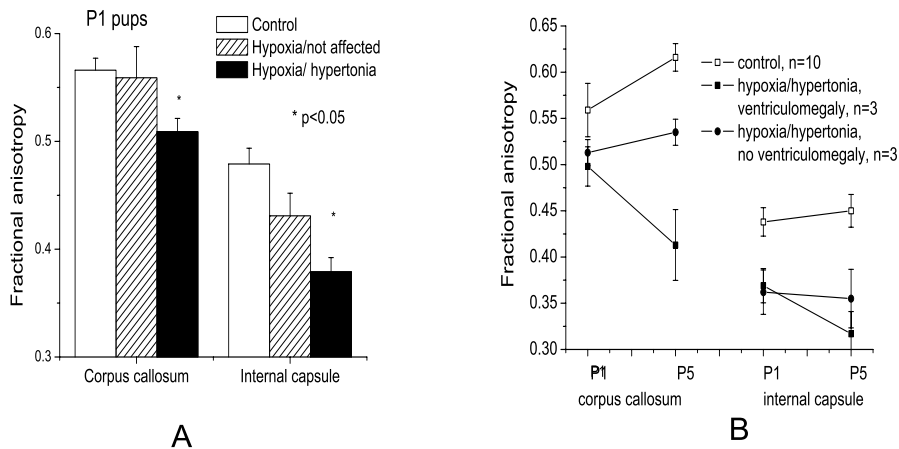 P1 pups
Control
Hypoxia/not affected
Hypoxia/ hypertonia
* p<0.05
0.6
0.5
0.4
0.3
Fractional anisotropy
*
*
Corpus callosum
Internal capsule
A
0.65
0.60
0.55
0.50
0.45
0.40
0.35
0.30
Fractional anisotropy
control, n=10
hypoxia/hypertonia,
ventriculomegaly, n=3
hypoxia/hypertonia,
no ventriculomegaly, n=3
P1
P5
P1
P5
corpus callosum
internal capsule
B